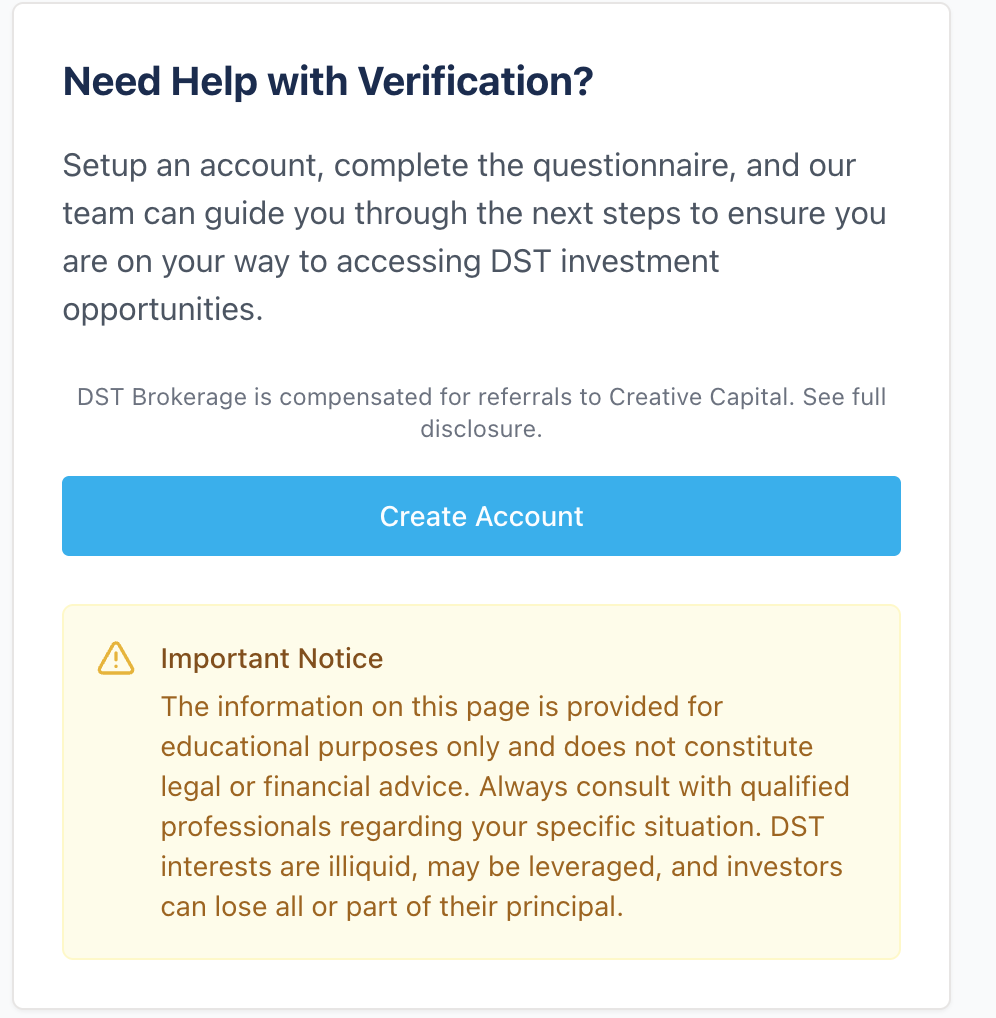 Need Help with Verification?
Setup an account, complete the questionnaire, and our
team can guide you through the next steps to ensure you
are on your way to accessing DST investment
opportunities.
DST Brokerage is compensated for referrals to Creative Capital. See full
disclosure.
Create Account
Important Notice
The information on this page is provided for
educational purposes only and does not constitute
legal or financial advice. Always consult with qualified
professionals regarding your specific situation. DST
interests are illiquid, may be leveraged, and investors
can lose all or part of their principal.